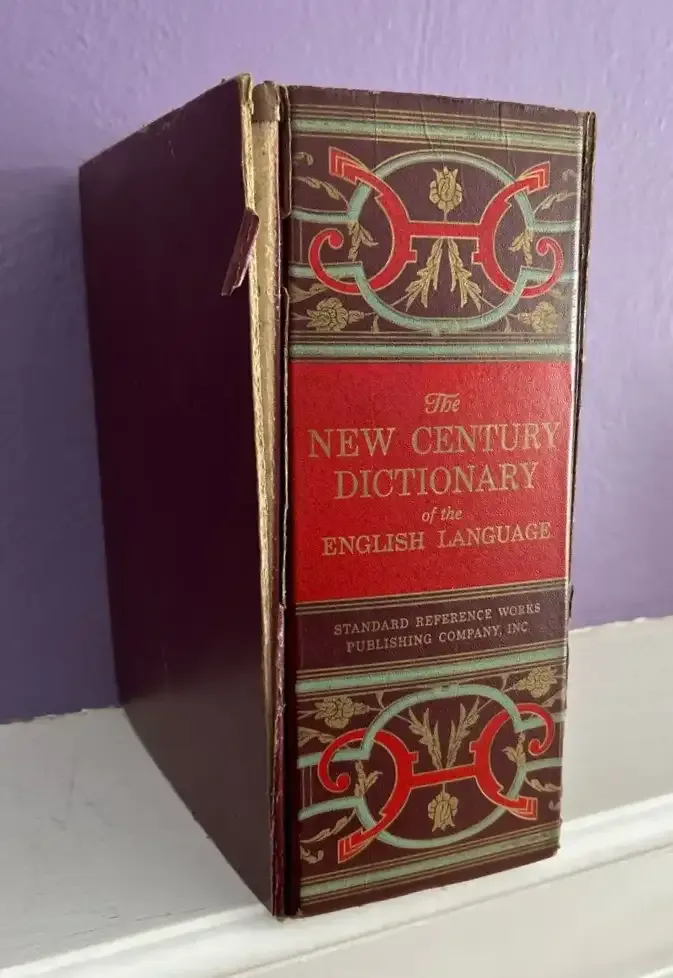 The
NEW CENTURY
DICTIONARY
of the
ENGLISH LANGUAGE
STANDARD REFERENCE WORKS
PUBLISHING COMPANY, INC.